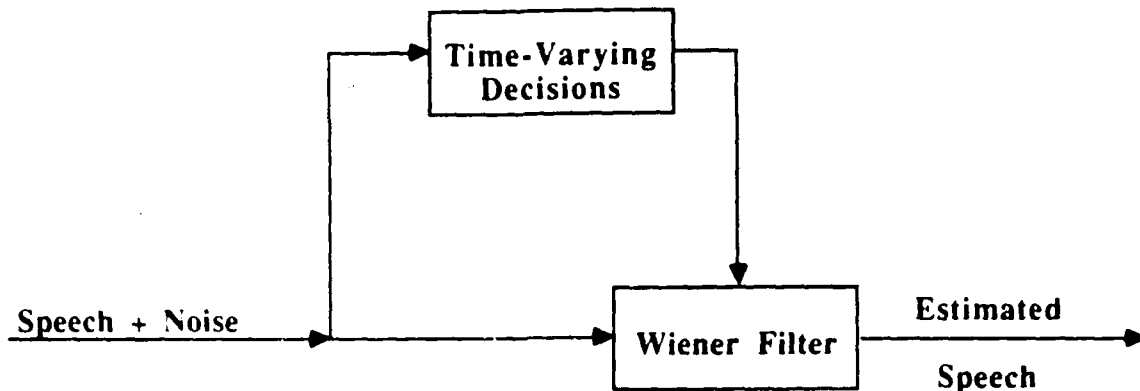 Time-Varying
Decisions
Speech + Noise
Wiener Filter
Estimated
Speech